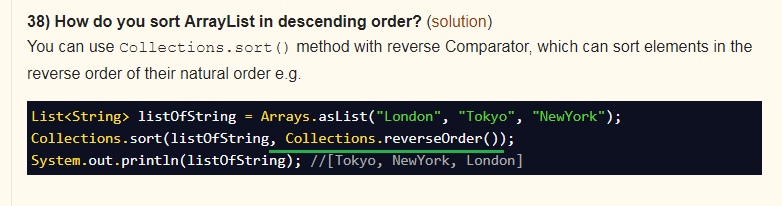 38) How do you sort ArrayList in descending order? (solution)
You can use Collections.sort() method with reverse Comparator, which can sort elements in the
reverse order of their natural order e.g.
List<String> listOfString = Arrays.asList("London", "Tokyo", "NewYork");
Collections.sort(listOfString, Collections.reverseOrder());
System.out.println(listOfString); //[Tokyo, NewYork, London]